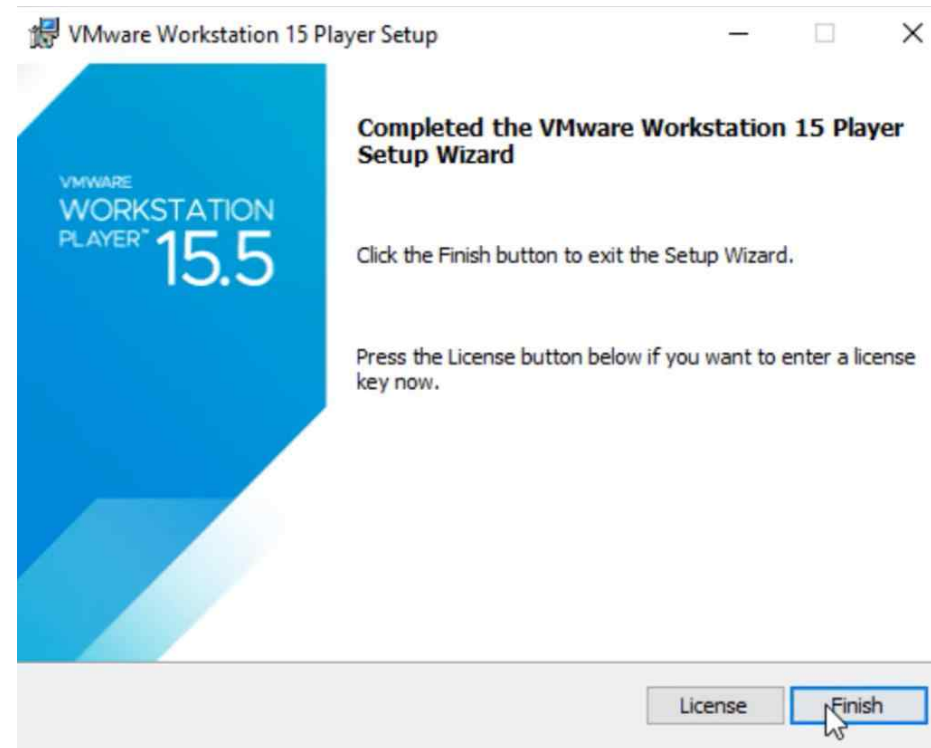 VMware Workstation 15 Player Setup
VMWARE
WORKSTATION
PLAYER™ 15.5
Completed the VMware Workstation 15 Player
Setup Wizard
Click the Finish button to exit the Setup Wizard.
Press the License button below if you want to enter a license
key now.
License
Finish